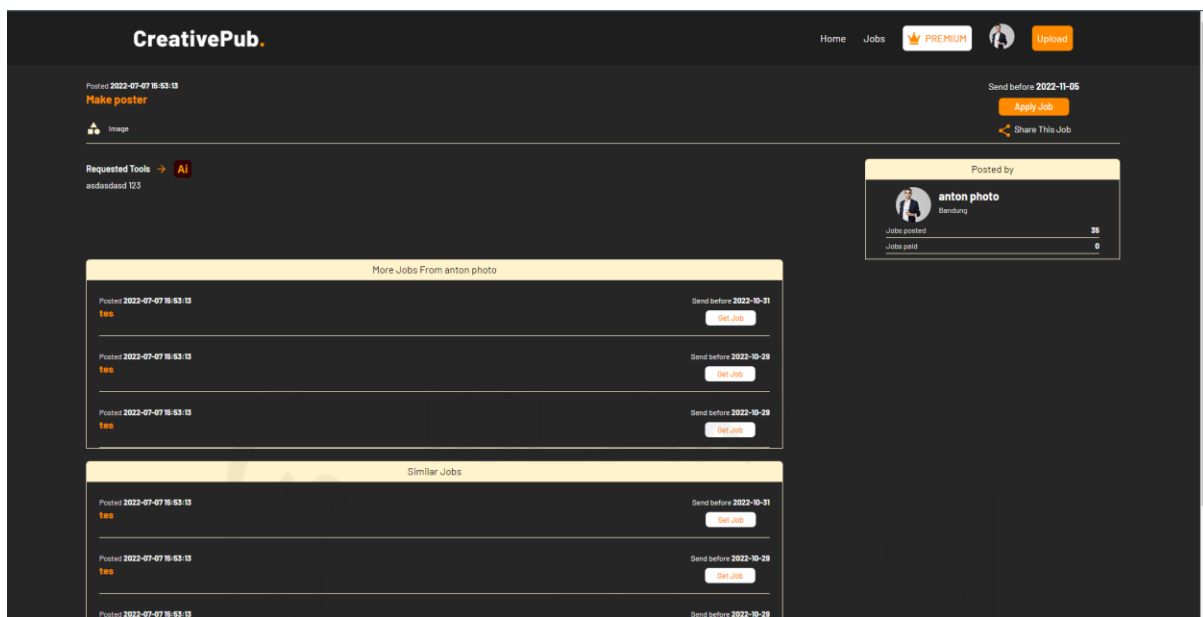 CreativePub.
Home Jobs PREMIUM Upload
Posted 2022-07-07 15:53:13
Make poster
Image
Send before 2022-11-05
Apply Job
Share This Job
Requested Tools → Ai
asdasdasd 123
Posted by
anton photo
Bandung
Jobs posted 35
Jobs paid 0
More Jobs From anton photo
Posted 2022-07-07 15:53:13 Send before 2022-10-31
tes Get Job
Posted 2022-07-07 15:53:13 Send before 2022-10-29
tes Get Job
Posted 2022-07-07 15:53:13 Send before 2022-10-29
tes Get Job
Similar Jobs
Posted 2022-07-07 15:53:13 Send before 2022-10-31
tes Get Job
Posted 2022-07-07 15:53:13 Send before 2022-10-29
tes Get Job
Posted 2022-07-07 15:53:13 Send before 2022-10-29